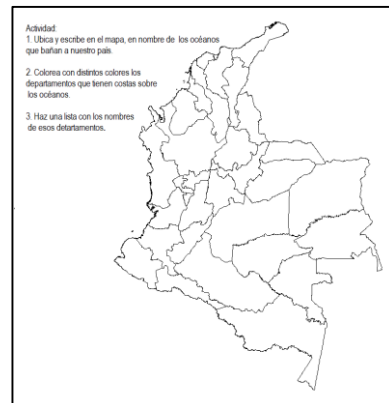 Actividad:
1. Ubica y escribe en el mapa, en nombre de los océanos
que bañan a nuestro país.
2. Colorea con distintos colores los
departamentos que tienen costas sobre
los océanos.
3. Haz una lista con los nombres
de esos detartamentos.